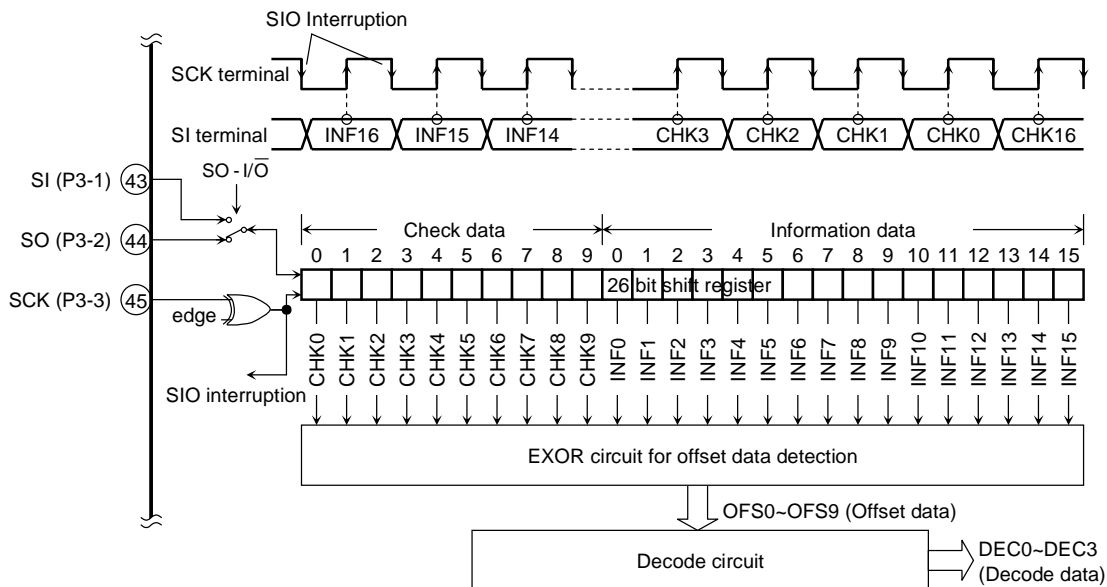 SIO Interruption
SCK terminal
SI terminal
INF16 INF15 INF14 CHK3 CHK2 CHK1 CHK0 CHK16
SO - I/O̅
SI (P3-1) 43
SO (P3-2) 44
SCK (P3-3) 45
Check data Information data
0 1 2 3 4 5 6 7 8 9 0 1 2 3 4 5 6 7 8 9 10 11 12 13 14 15
26 bit shift register
edge
SIO interruption
CHK0 CHK1 CHK2 CHK3 CHK4 CHK5 CHK6 CHK7 CHK8 CHK9 INF0 INF1 INF2 INF3 INF4 INF5 INF6 INF7 INF8 INF9 INF10 INF11 INF12 INF13 INF14 INF15
EXOR circuit for offset data detection
OFS0~OFS9 (Offset data)
Decode circuit
DEC0~DEC3
(Decode data)